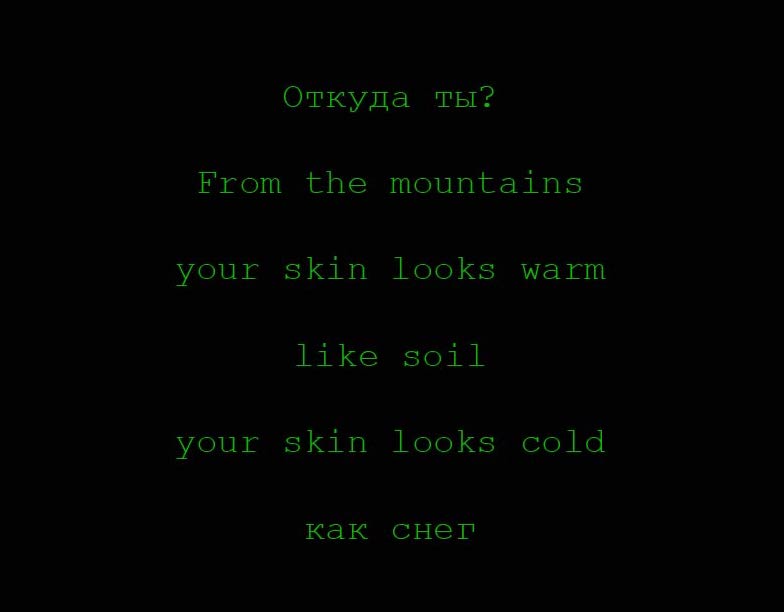 Откуда ты?
From the mountains
your skin looks warm
like soil
your skin looks cold
как снег